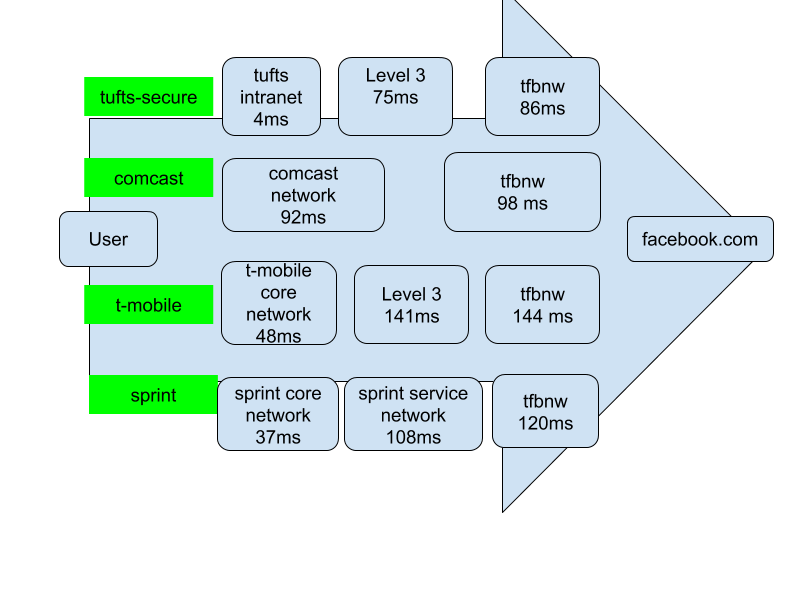 tufts-secure
tufts
intranet
4ms
Level 3
75ms
tfbnw
86ms
comcast
comcast
network
92ms
tfbnw
98 ms
User
facebook.com
t-mobile
t-mobile
core
network
48ms
Level 3
141ms
tfbnw
144 ms
sprint
sprint core
network
37ms
sprint service
network
108ms
tfbnw
120ms